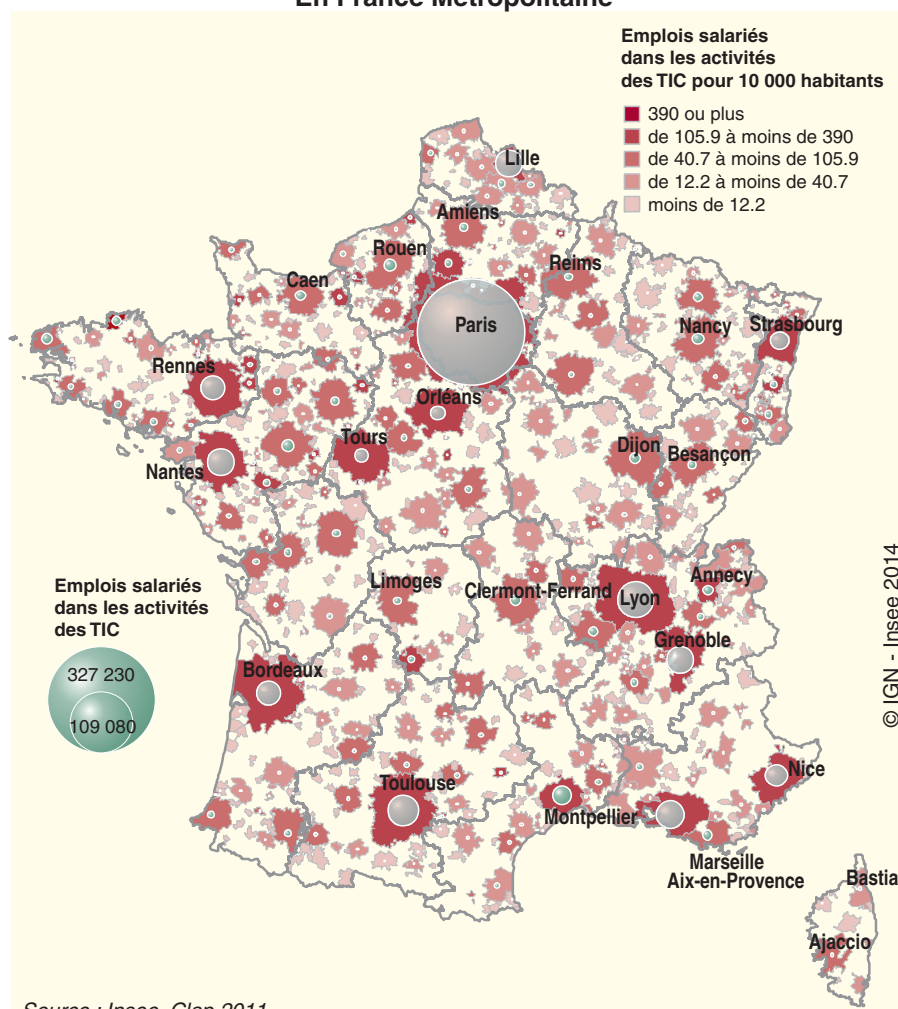 En France Métropolitaine
Emplois salariés
dans les activités
des TIC pour 10 000 habitants
390 ou plus
de 105.9 à moins de 390
de 40.7 à moins de 105.9
de 12.2 à moins de 40.7
moins de 12.2
Lille
Amiens
Rouen
Reims
Caen
Paris
Nancy
Strasbourg
Rennes
Orléans
Tours
Dijon
Besançon
Nantes
Limoges
Clermont-Ferrand
Lyon
Annecy
Grenoble
Bordeaux
Toulouse
Nice
Montpellier
Marseille
Aix-en-Provence
Bastia
Ajaccio
Emplois salariés
dans les activités
des TIC
327 230
109 080
© IGN - Insee 2014
Source : Insee, Clap 2011